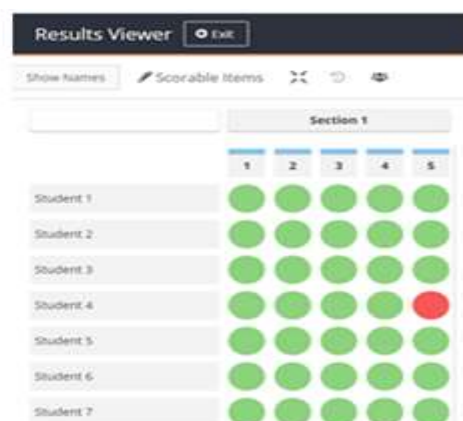 Results Viewer Exit
Show Names Scorable Items
Section 1
1 2 3 4 5
Student 1
Student 2
Student 3
Student 4
Student 5
Student 6
Student 7